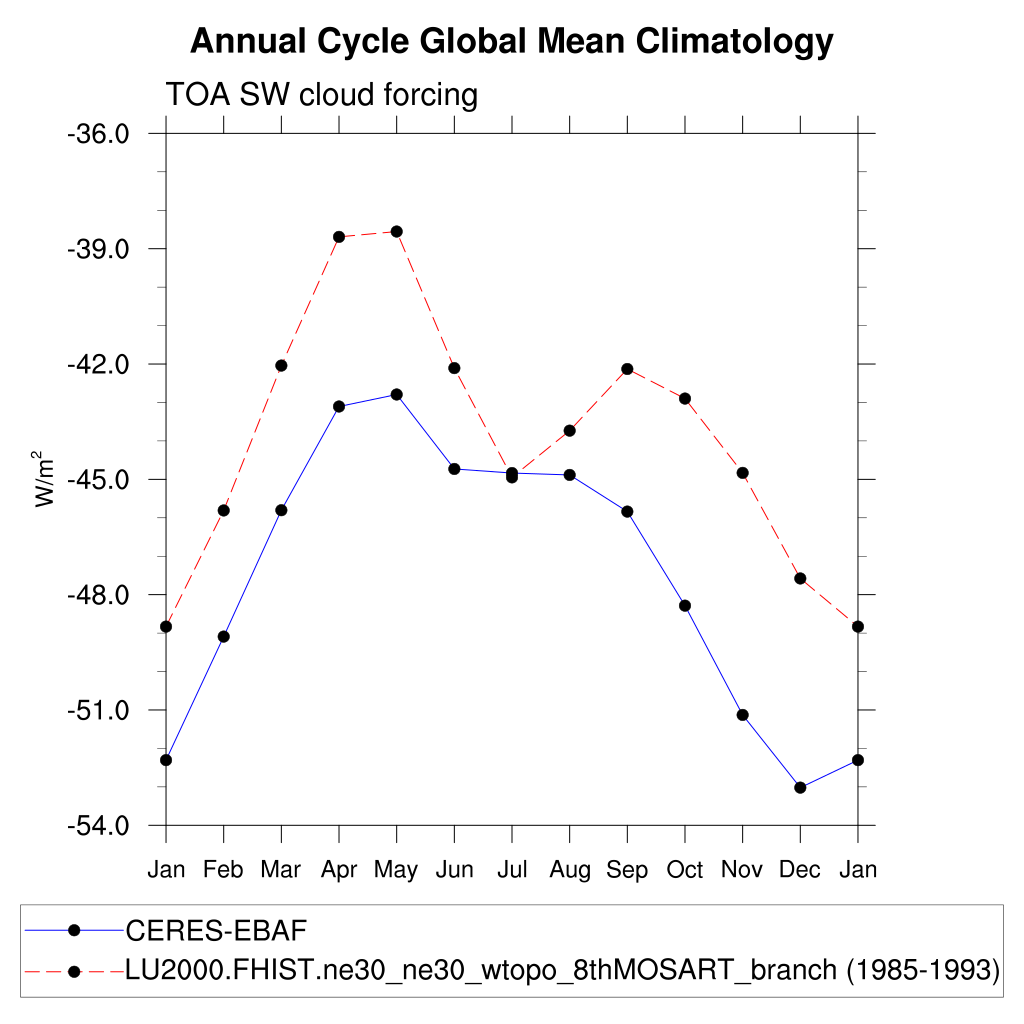 Annual Cycle Global Mean Climatology
TOA SW cloud forcing
-36.0
-39.0
-42.0
-45.0
-48.0
-51.0
-54.0
W/m²
Jan Feb Mar Apr May Jun Jul Aug Sep Oct Nov Dec Jan
CERES-EBAF
LU2000.FHIST.ne30_ne30_wtopo_8thMOSART_branch (1985-1993)